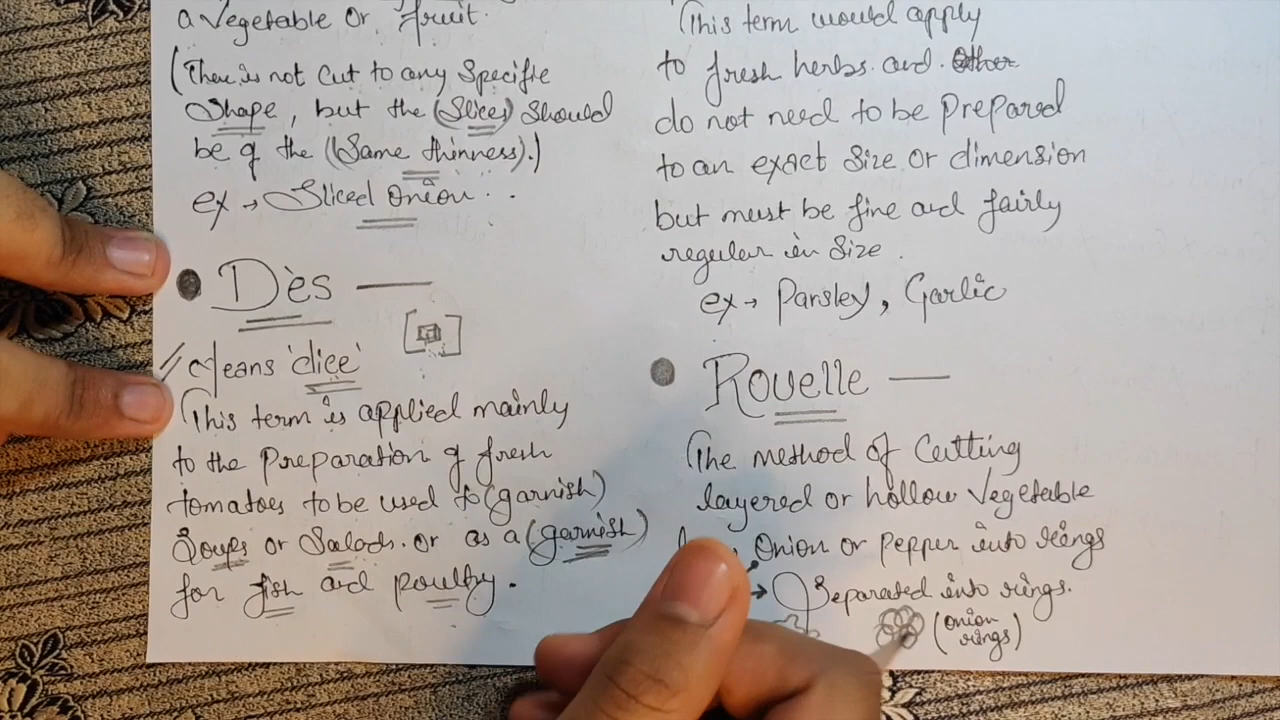 a Vegetable or fruit.
(There is not Cut to any Specific
Shape, but the (Slices) Should
be of the (Same thinness).)
ex → Sliced Onion..
• Dès —
Means 'dice'
This term is applied mainly
to the preparation of fresh
tomatoes to be used to (garnish)
Soups or Salads. or as a (garnish)
for fish and poultry.
This term would apply
to fresh herbs. and. Other
do not need to be prepared
to an exact Size or dimension
but must be fine and fairly
regular in Size.
ex → Parsley, Garlic
• Rouelle —
The method of Cutting
layered or hollow Vegetable
Onion or Pepper into rings
→ Separated into rings.
(Onion
rings)